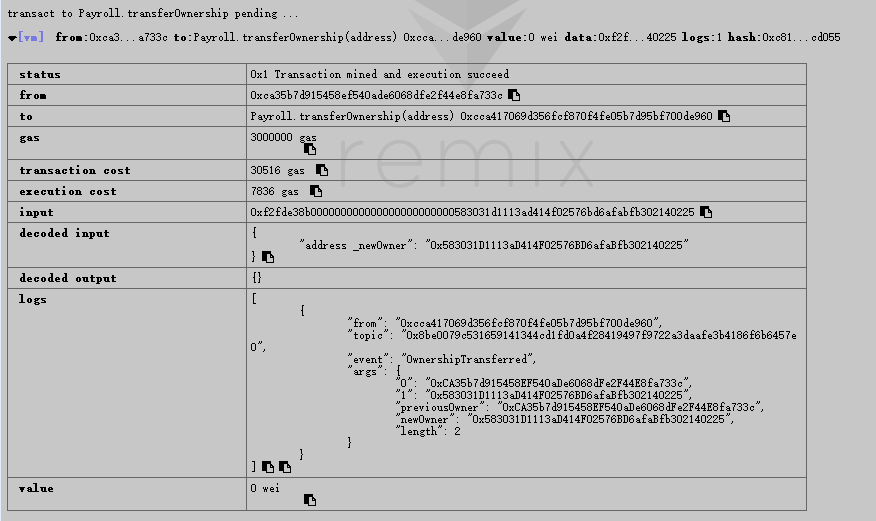 transact to Payroll.transferOwnership pending ...
[vm] from:0xca3...a733c to:Payroll.transferOwnership(address) 0xcca...de960 value:0 wei data:0xf2f...40225 logs:1 hash:0xc81...cd055
status 0x1 Transaction mined and execution succeed
from 0xca35b7d915458ef540ade6068dfe2f44e8fa733c
to Payroll.transferOwnership(address) 0xcca417069d356fcf870f4fe05b7d95bf700de960
gas 3000000 gas
transaction cost 30516 gas
remix
execution cost 7836 gas
input 0xf2fde38b000000000000000000000000583031d1113ad414f02576bd6afabfb302140225
decoded input {
"address _newOwner": "0x583031D1113aD414F02576BD6afaBfb302140225"
}
decoded output {}
logs [
{
"from": "0xcca417069d356fcf870f4fe05b7d95bf700de960",
"topic": "0x8be0079c531659141344cd1fd0a4f28419497f9722a3daafe3b4186f6b6457e
0",
"event": "OwnershipTransferred",
"args": {
"0": "0xCA35b7d915458EF540aDe6068dFe2F44E8fa733c",
"1": "0x583031D1113aD414F02576BD6afaBfb302140225",
"previousOwner": "0xCA35b7d915458EF540aDe6068dFe2F44E8fa733c",
"newOwner": "0x583031D1113aD414F02576BD6afaBfb302140225",
"length": 2
}
}
]
value 0 wei